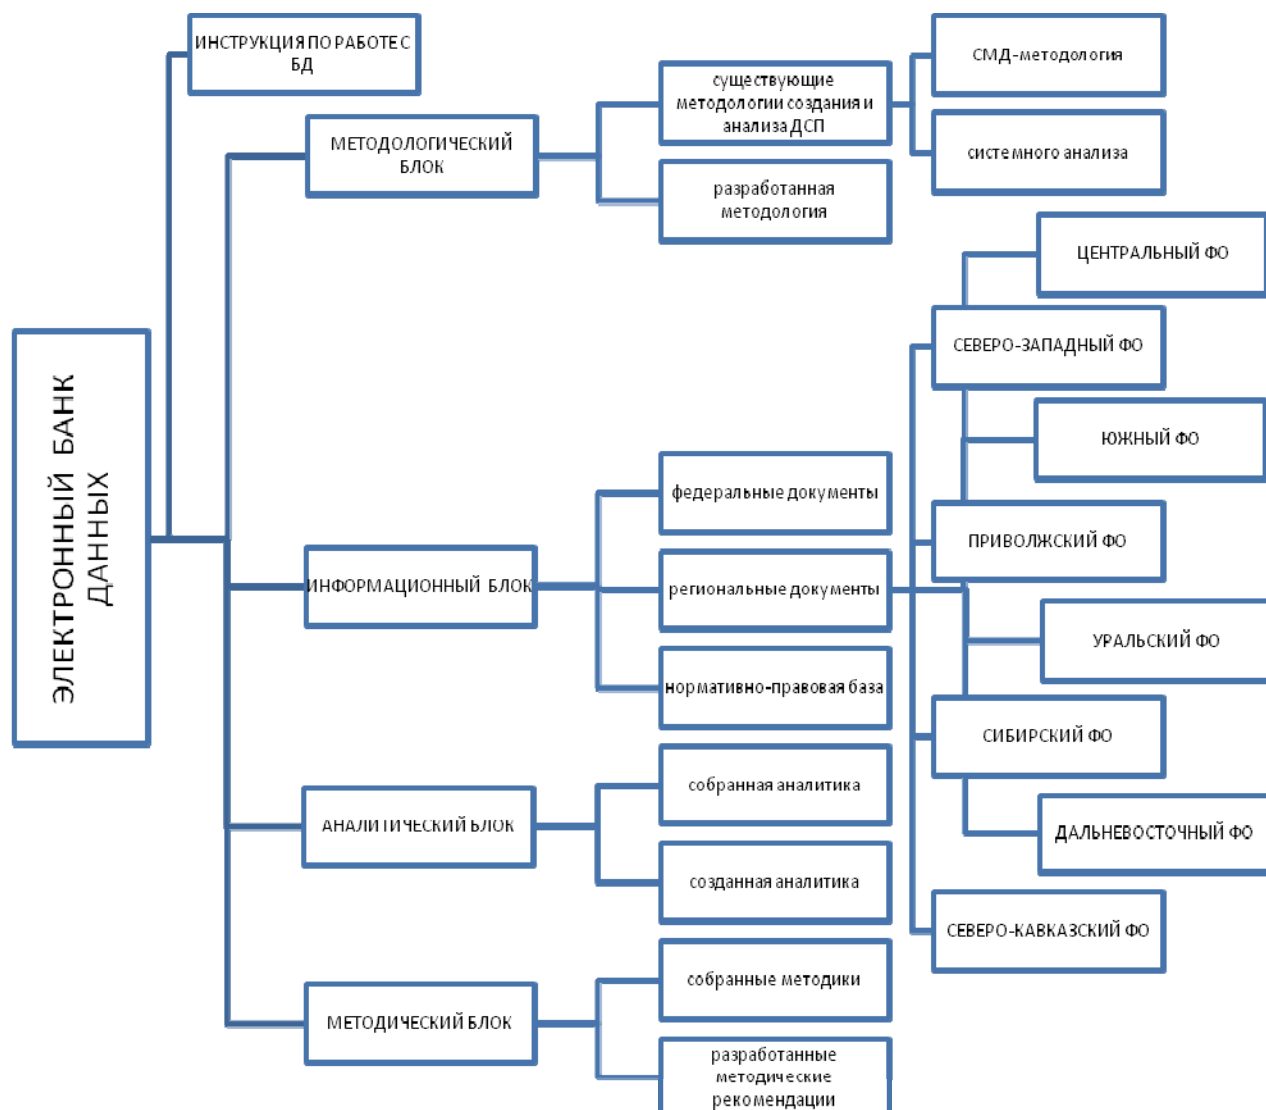 ИНСТРУКЦИЯ ПО РАБОТЕ С
БД
МЕТОДОЛОГИЧЕСКИЙ
БЛОК
существующие
методологии создания и
анализа ДСП
СМД-методология
системного анализа
разработанная
методология
ЭЛЕКТРОННЫЙ БАНК
ДАННЫХ
ИНФОРМАЦИОННЫЙ БЛОК
федеральные документы
региональные документы
нормативно-правовая база
ЦЕНТРАЛЬНЫЙ ФО
СЕВЕРО-ЗАПАДНЫЙ ФО
ЮЖНЫЙ ФО
ПРИВОЛЖСКИЙ ФО
УРАЛЬСКИЙ ФО
СИБИРСКИЙ ФО
ДАЛЬНЕВОСТОЧНЫЙ ФО
СЕВЕРО-КАВКАЗСКИЙ ФО
АНАЛИТИЧЕСКИЙ БЛОК
собранная аналитика
созданная аналитика
МЕТОДИЧЕСКИЙ БЛОК
собранные методики
разработанные
методические
рекомендации